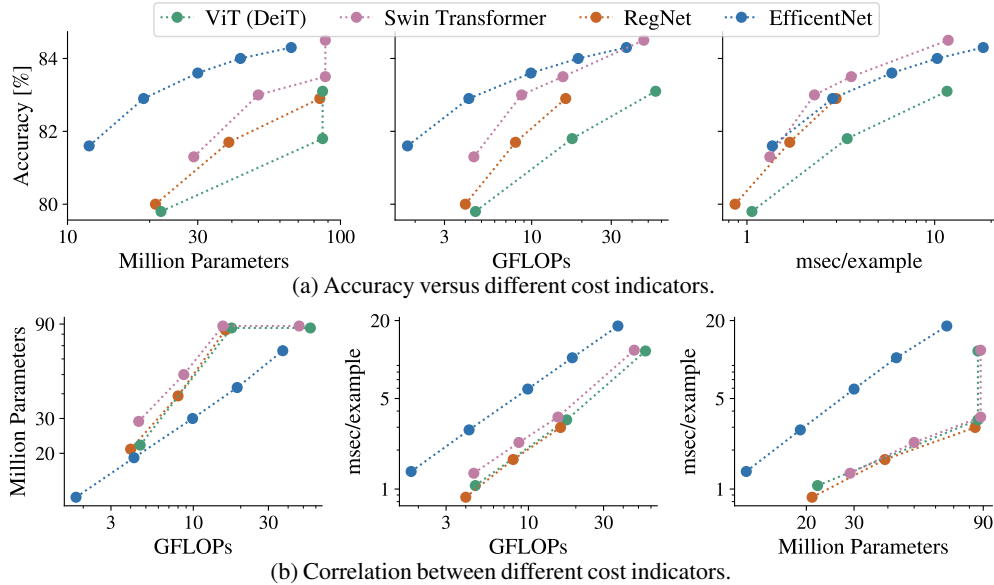 ViT (DeiT) Swin Transformer RegNet EfficentNet
Accuracy [%]
84
82
80
10 30 100
Million Parameters
3 10 30
GFLOPs
1 10
msec/example
(a) Accuracy versus different cost indicators.
Million Parameters
90
30
20
3 10 30
GFLOPs
msec/example
20
5
1
3 10 30
GFLOPs
msec/example
20
5
1
20 30 90
Million Parameters
(b) Correlation between different cost indicators.